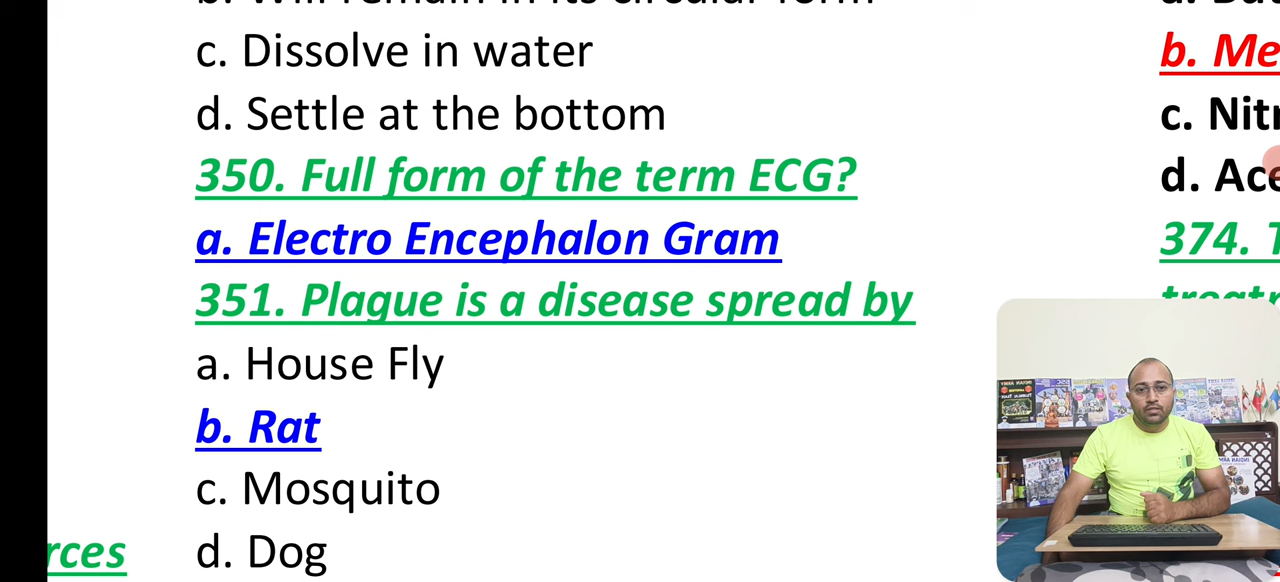 c. Dissolve in water
d. Settle at the bottom
350. Full form of the term ECG?
a. Electro Encephalon Gram
351. Plague is a disease spread by
a. House Fly
b. Rat
c. Mosquito
d. Dog
b.
c.
d.
374.